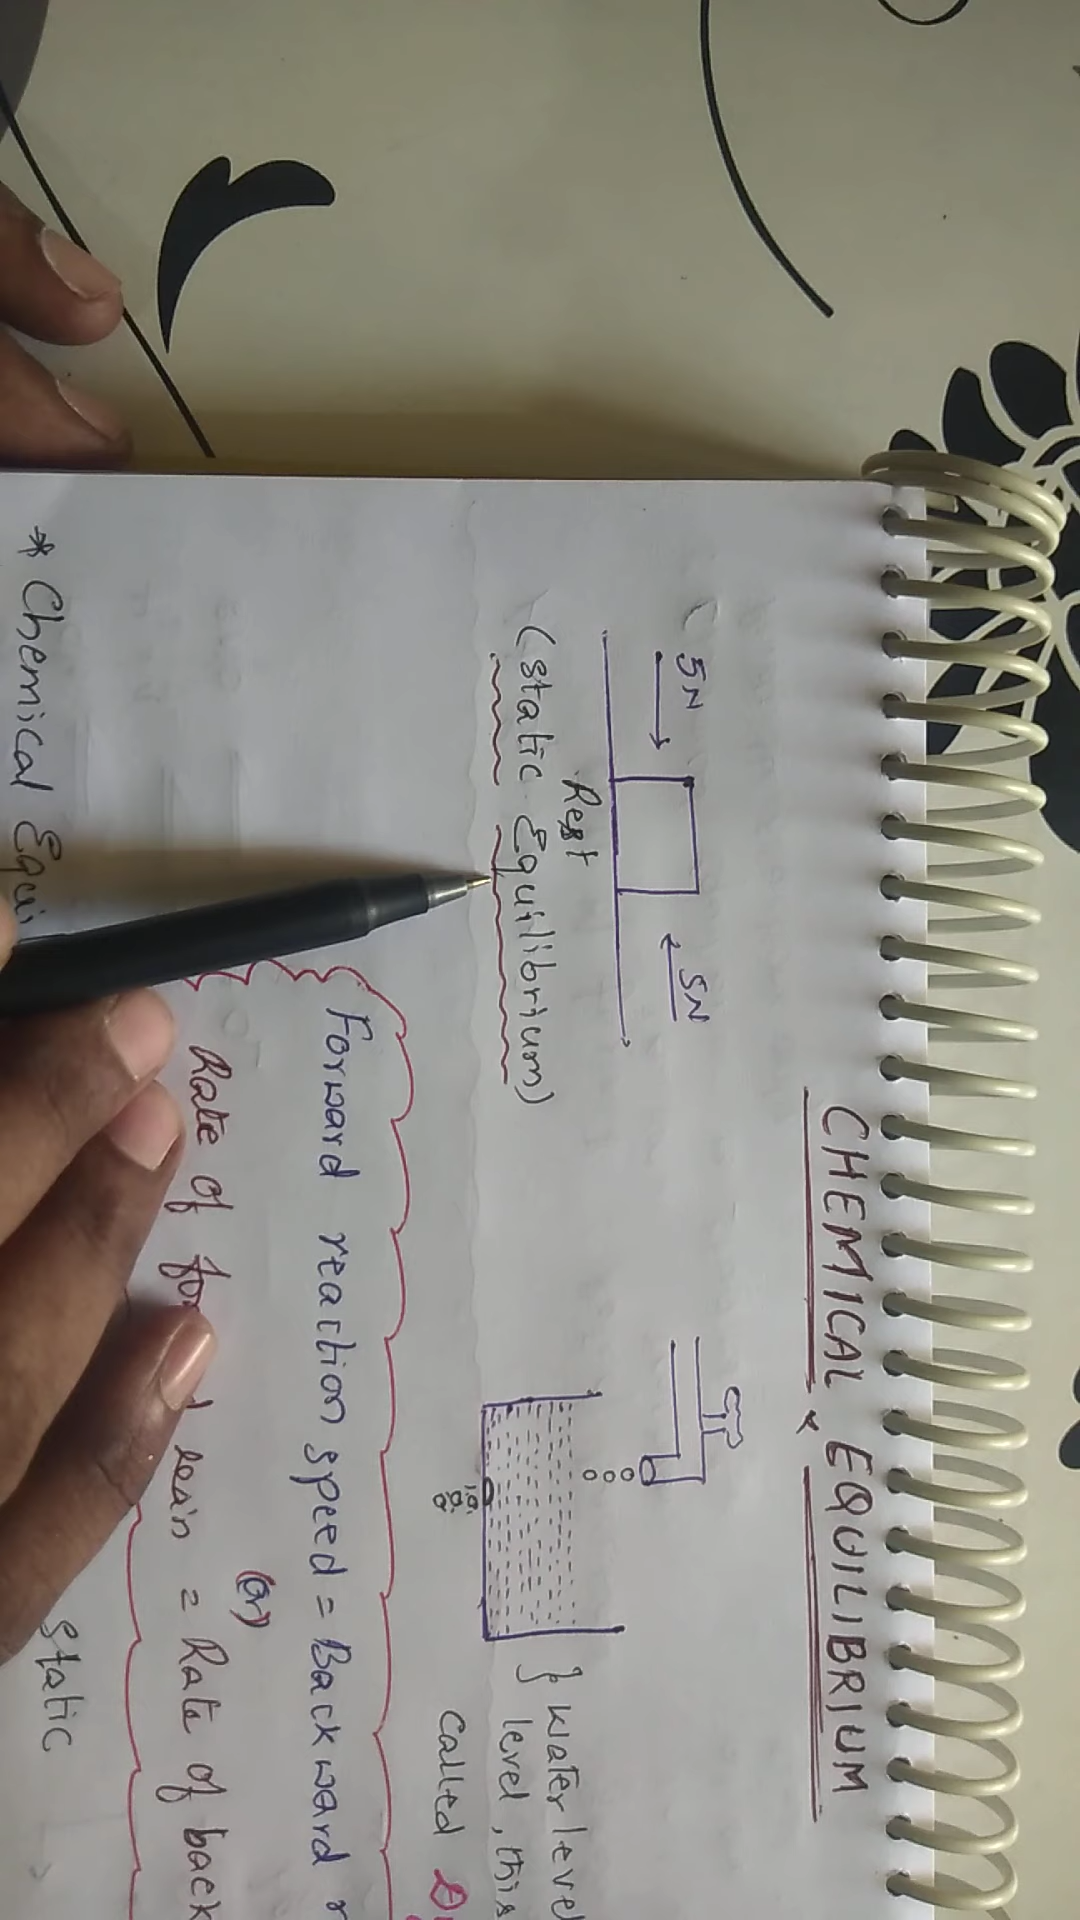 CHEMICAL EQUILIBRIUM
5N
5N
Rest
(static Equilibrium)
} Water level
level, this
called
Forward reaction speed = Backward r
(or)
Rate of = Rate of back
static
* Chemical Equi